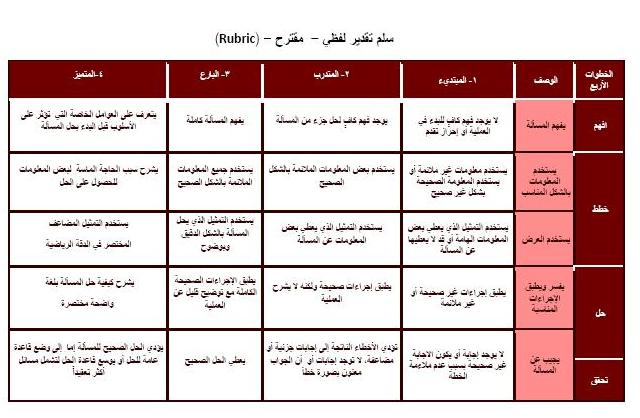 سلم تقدير لفظي – مقترح – (Rubric)
الخطوات الأربع
الوصف
١- المبتديء
٢- المتدرب
٣- البارع
٤-المتميز
افهم
يفهم المسألة
لا يوجد فهم كافٍ للبدء في
العملية أو إحراز تقدم
يوجد فهم كافٍ لحل جزء من المسألة
يفهم المسألة كاملة
يتعرف على العوامل الخاصة التي تؤثر على
الأسلوب قبل البدء بحل المسألة
خطط
يستخدم
المعلومات
بالشكل المناسب
يستخدم معلومات غير ملائمة أو
يستخدم المعلومة الصحيحة
بشكل غير صحيح
يستخدم بعض المعلومات الملائمة بالشكل
الصحيح
يستخدم جميع المعلومات
الملائمة بالشكل الصحيح
يشرح سبب الحاجة الماسة لبعض المعلومات
للحصول على الحل
يستخدم العرض
يستخدم التمثيل الذي يعطي بعض
المعلومات الهامة أو قد لا يعطيها
عن المسألة
يستخدم التمثيل الذي يعطي بعض
المعلومات عن المسألة
يستخدم التمثيل الذي يحل
المسألة بالشكل الدقيق
وبوضوح
يستخدم التمثيل المضاعف
المختصر في الدقة الرياضية
حل
يفسر ويطبق
الإجراءات
المناسبة
يطبق إجراءات غير صحيحة أو
غير ملائمة
يطبق إجراءات صحيحة ولكنه لا يشرح
العملية
يطبق الإجراءات الصحيحة
الكاملة مع توضيح قليل عن
العملية
يشرح كيفية حل المسألة بلغة
واضحة مختصرة
تحقق
يجيب عن
المسألة
لا يوجد إجابة أو يكون الاجابة
غير صحيحة بسبب عدم ملاءمة
الخطة
تؤدي الأخطاء الناتجة إلى إجابات جزئية أو
مضاعفة، لا توجد إجابات أو أن الجواب
معنون بصورة خطأ
يعطي الحل الصحيح
يؤدي الحل الصحيح للمسألة إما إلى وضع قاعدة
عامة للحل أو يوسع قاعدة الحل لتشمل مسائل
أكثر تعقيداً